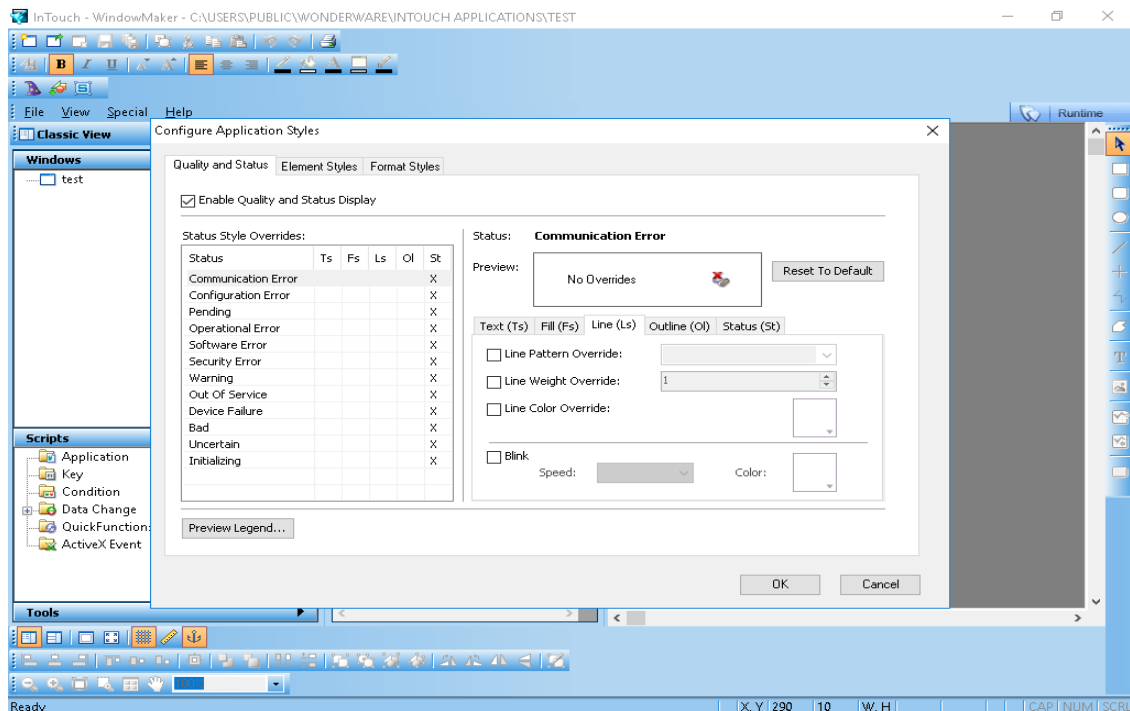 InTouch - WindowMaker - C:\USERS\PUBLIC\WONDERWARE\INTOUCH APPLICATIONS\TEST
B I U
File View Special Help
Runtime
Classic View
Windows
test
Configure Application Styles
Quality and Status Element Styles Format Styles
Enable Quality and Status Display
Status Style Overrides:
Status Ts Fs Ls Ol St
Communication Error X
Configuration Error X
Pending X
Operational Error X
Software Error X
Security Error X
Warning X
Out Of Service X
Device Failure X
Bad X
Uncertain X
Initializing X
Preview Legend...
Status: Communication Error
Preview: No Overrides
Reset To Default
Text (Ts) Fill (Fs) Line (Ls) Outline (Ol) Status (St)
Line Pattern Override:
Line Weight Override: 1
Line Color Override:
Blink
Speed: Color:
OK Cancel
Scripts
Application
Key
Condition
Data Change
QuickFunction
ActiveX Event
Tools
Ready
X, Y 290 10 W, H CAP NUM SCRL